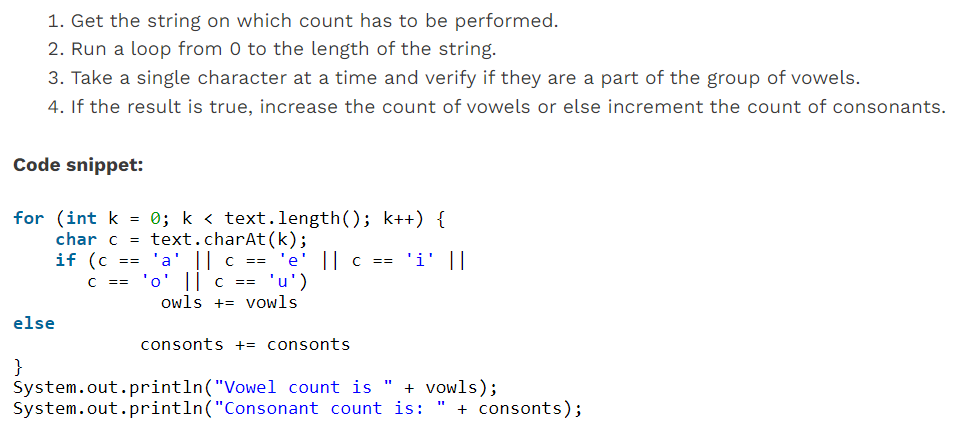 1. Get the string on which count has to be performed.
2. Run a loop from 0 to the length of the string.
3. Take a single character at a time and verify if they are a part of the group of vowels.
4. If the result is true, increase the count of vowels or else increment the count of consonants.
Code snippet:
for (int k = 0; k < text.length(); k++) {
    char c = text.charAt(k);
    if (c == 'a' || c == 'e' || c == 'i' ||
       c == 'o' || c == 'u')
              owls += vowls
else
            consonts += consonts
}
System.out.println("Vowel count is " + vowls);
System.out.println("Consonant count is: " + consonts);